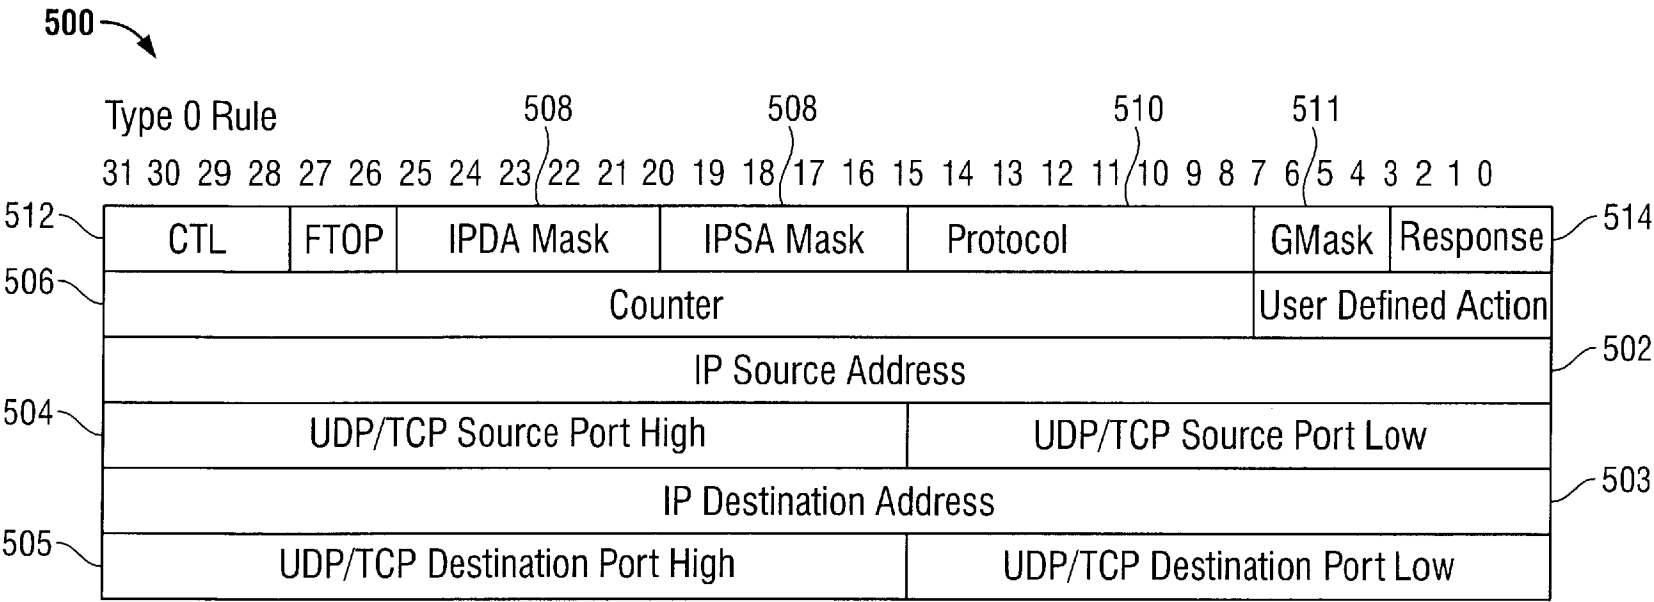 500
Type 0 Rule
508 508 510 511
31 30 29 28 27 26 25 24 23 22 21 20 19 18 17 16 15 14 13 12 11 10 9 8 7 6 5 4 3 2 1 0
512 CTL FTOP IPDA Mask IPSA Mask Protocol GMask Response 514
506 Counter User Defined Action
IP Source Address 502
504 UDP/TCP Source Port High UDP/TCP Source Port Low
IP Destination Address 503
505 UDP/TCP Destination Port High UDP/TCP Destination Port Low